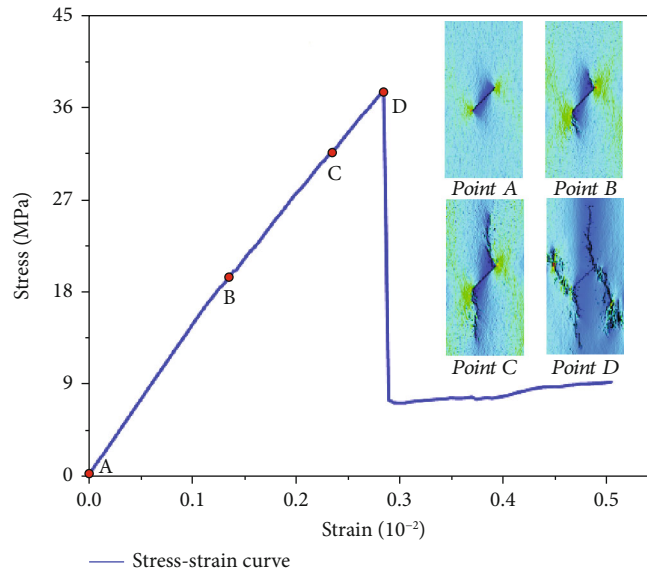 45
36
27
18
9
0
Stress (MPa)
A
B
C
D
Point A
Point B
Point C
Point D
0.0
0.1
0.2
0.3
0.4
0.5
Strain (10⁻²)
Stress-strain curve